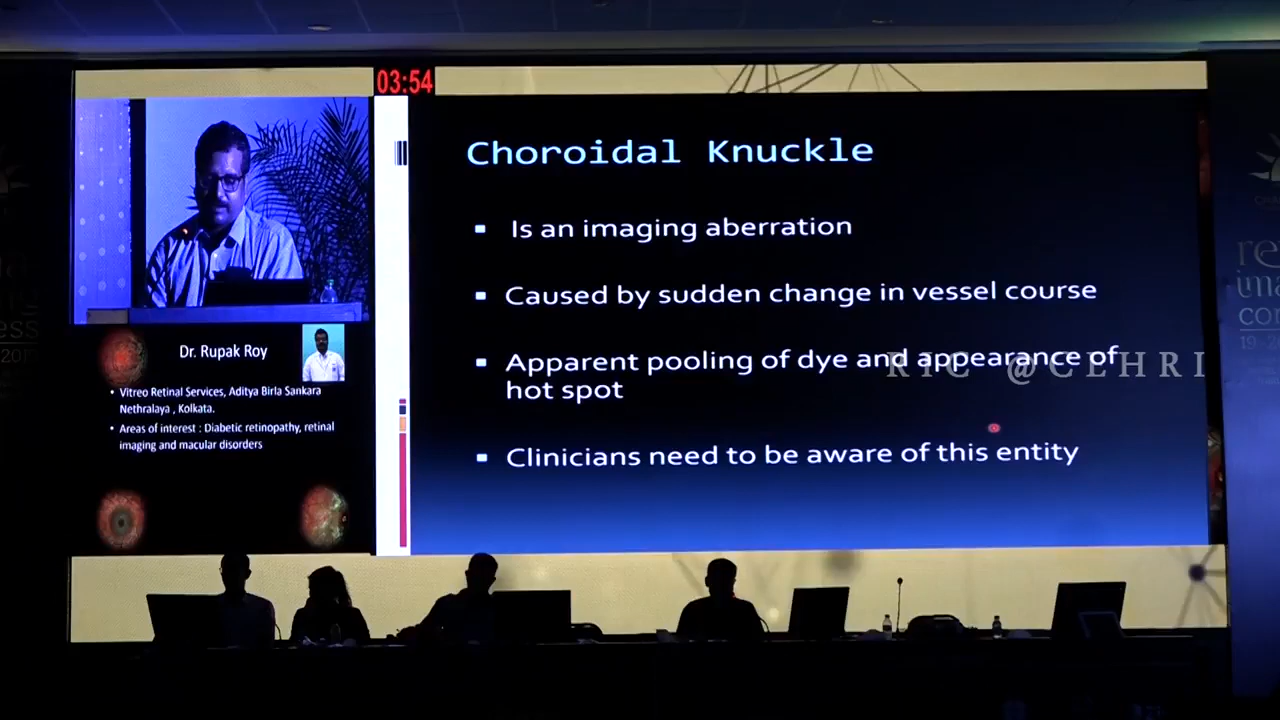 03:54
Choroidal Knuckle
▪ Is an imaging aberration
▪ Caused by sudden change in vessel course
▪ Apparent pooling of dye and appearance of
hot spot
▪ Clinicians need to be aware of this entity
RIC @CEHRI
Dr. Rupak Roy
• Vitreo Retinal Services, Aditya Birla Sankara
Nethralaya , Kolkata.
• Areas of interest : Diabetic retinopathy, retinal
imaging and macular disorders